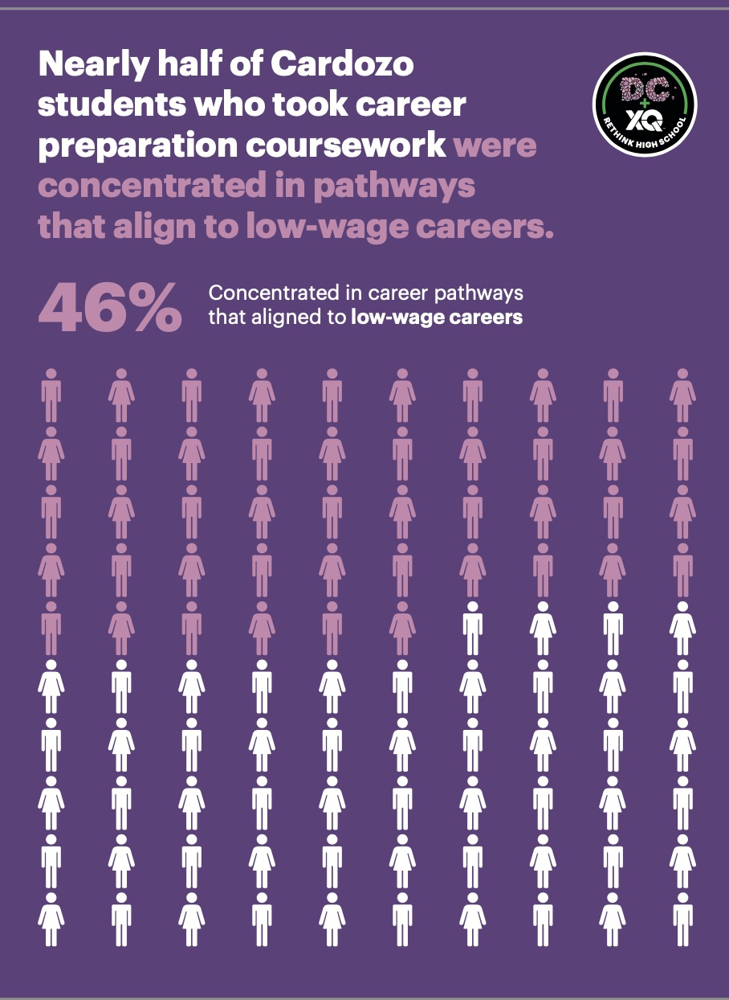 Nearly half of Cardozo
students who took career
preparation coursework were
concentrated in pathways
that align to low-wage careers.
DC
+
XQ
RETHINK HIGH SCHOOL
46%
Concentrated in career pathways
that aligned to low-wage careers